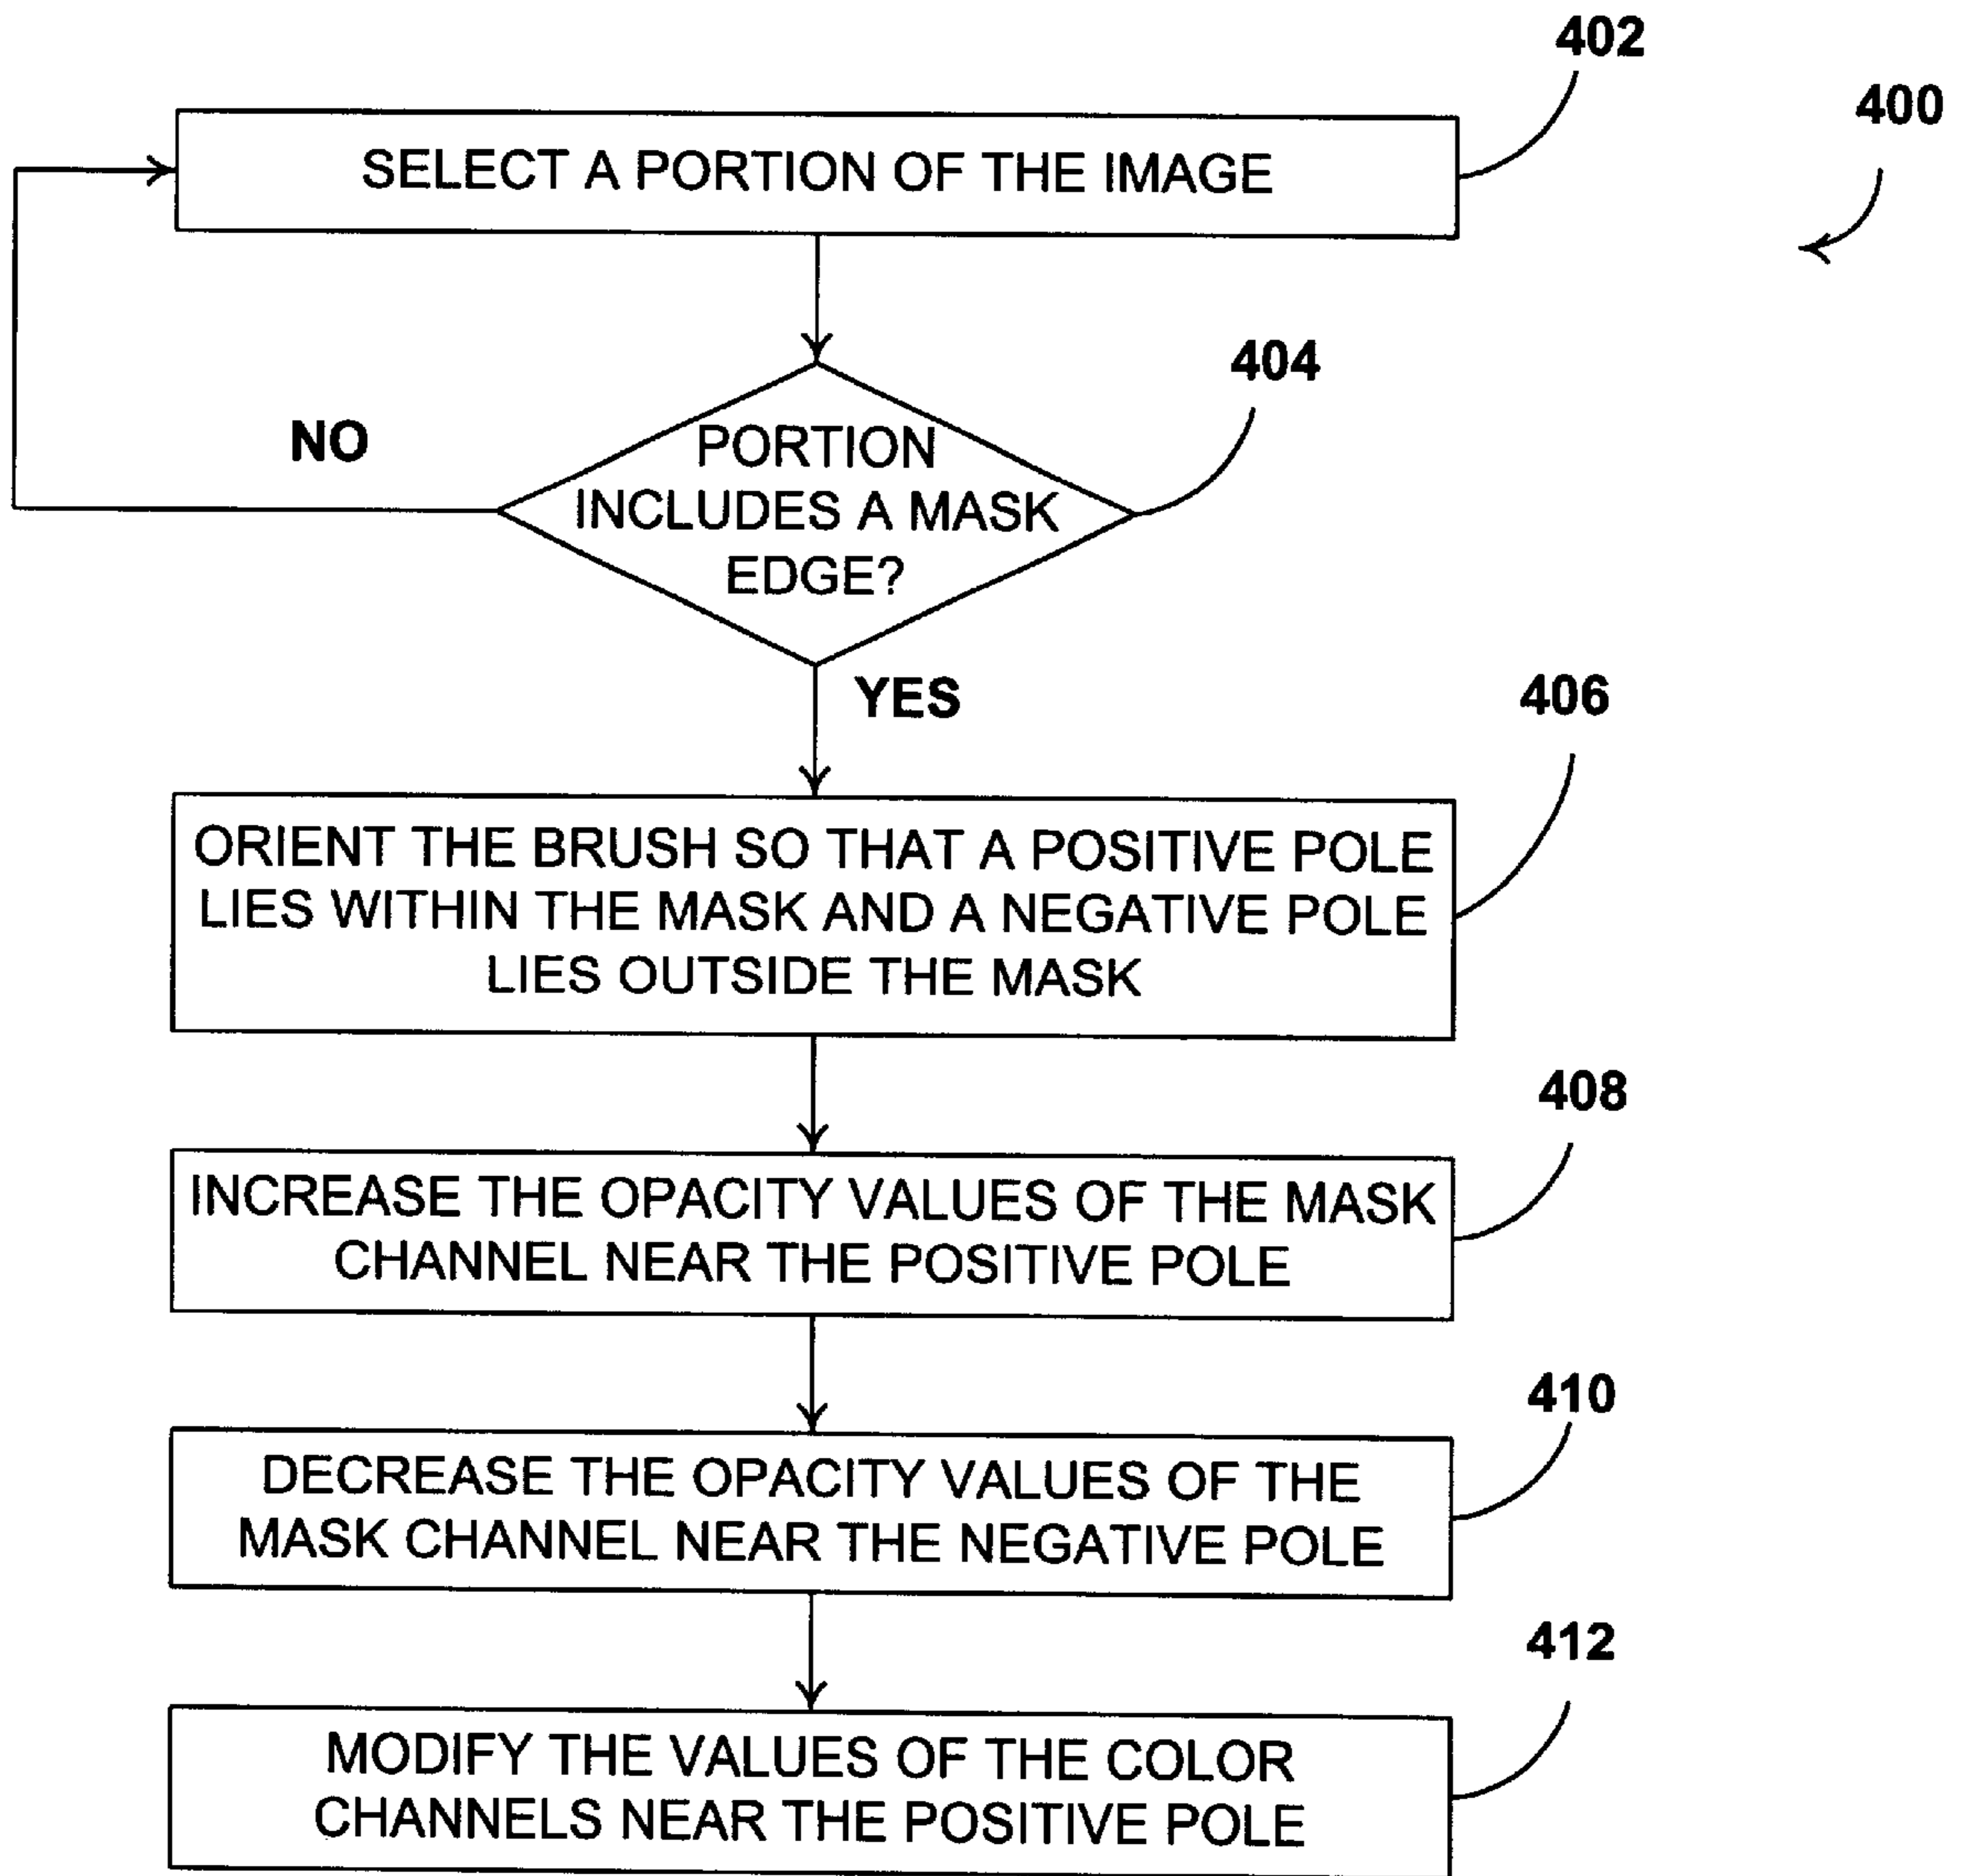 402
400
SELECT A PORTION OF THE IMAGE
404
NO
PORTION
INCLUDES A MASK
EDGE?
YES
406
ORIENT THE BRUSH SO THAT A POSITIVE POLE
LIES WITHIN THE MASK AND A NEGATIVE POLE
LIES OUTSIDE THE MASK
408
INCREASE THE OPACITY VALUES OF THE MASK
CHANNEL NEAR THE POSITIVE POLE
410
DECREASE THE OPACITY VALUES OF THE
MASK CHANNEL NEAR THE NEGATIVE POLE
412
MODIFY THE VALUES OF THE COLOR
CHANNELS NEAR THE POSITIVE POLE